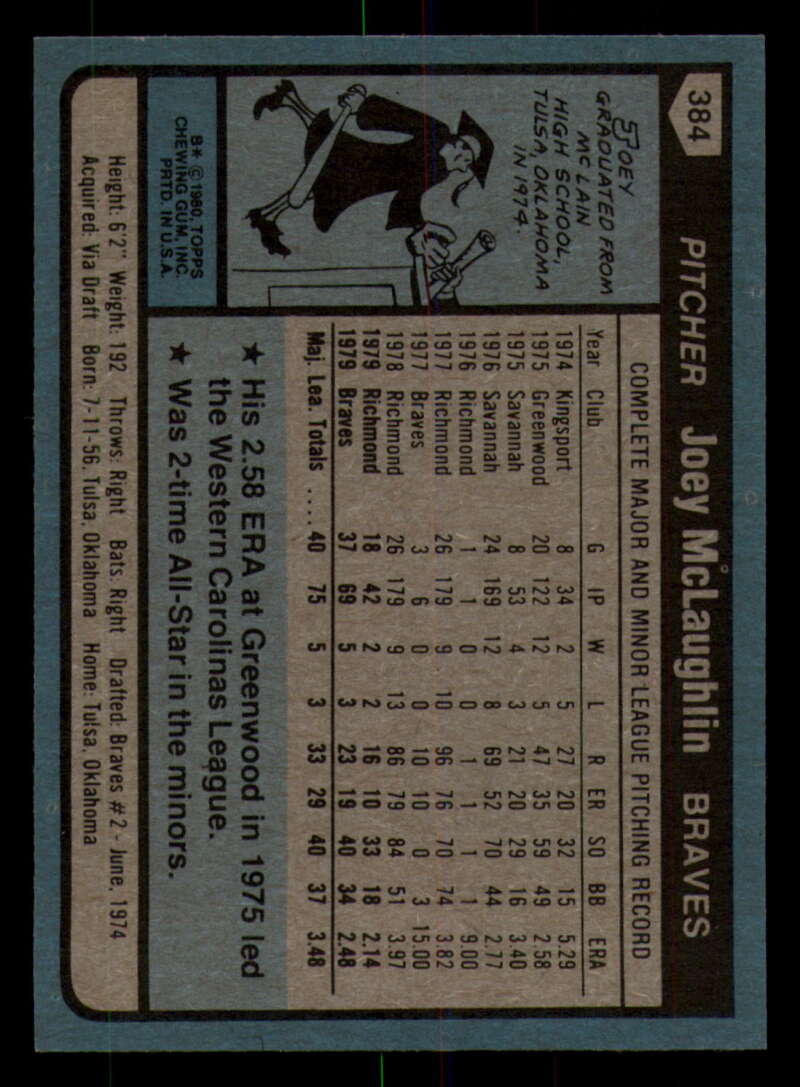 384 PITCHER Joey McLaughlin BRAVES
JOEY
GRADUATED FROM
MC LAIN
HIGH SCHOOL,
TULSA, OKLAHOMA
IN 1974.
COMPLETE MAJOR AND MINOR LEAGUE PITCHING RECORD
Year Club G IP W L R ER SO BB ERA
1974 Kingsport 8 34 2 5 27 20 32 15 5.29
1975 Greenwood 20 122 12 5 47 35 59 49 2.58
1975 Savannah 8 53 4 3 21 20 29 16 3.40
1976 Savannah 24 169 12 8 69 52 70 44 2.77
1976 Richmond 1 1 0 0 1 1 1 1 9.00
1977 Richmond 26 179 9 10 96 76 70 74 3.82
1977 Braves 3 6 0 0 10 10 0 3 15.00
1978 Richmond 26 179 9 13 86 79 84 51 3.97
1979 Richmond 18 42 2 2 16 10 33 18 2.14
1979 Braves 37 69 5 3 23 19 40 34 2.48
Maj. Lea. Totals .... 40 75 5 3 33 29 40 37 3.48
★ His 2.58 ERA at Greenwood in 1975 led
the Western Carolinas League.
★ Was 2-time All-Star in the minors.
B* © 1980, TOPPS
CHEWING GUM, INC.
PRTD. IN U.S.A.
Height: 6'2" Weight: 192 Throws: Right Bats: Right Drafted: Braves #2 - June, 1974
Acquired: Via Draft Born: 7-11-56, Tulsa, Oklahoma Home: Tulsa, Oklahoma